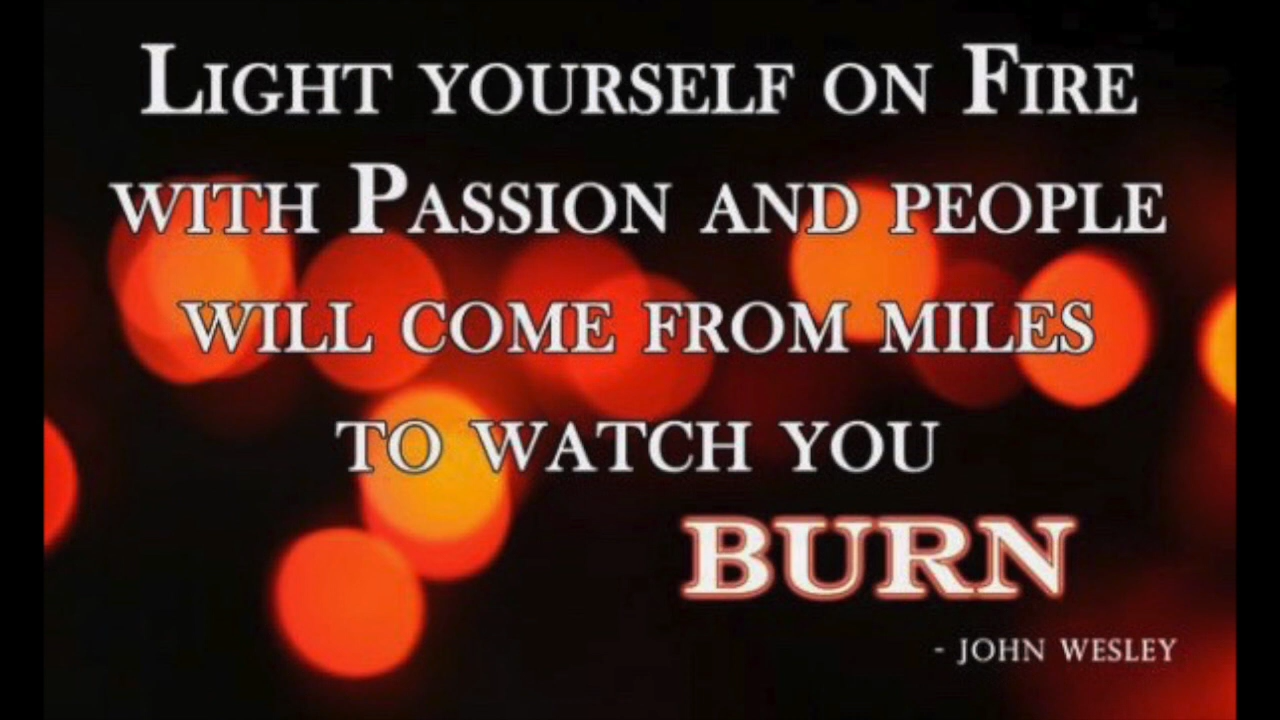 LIGHT YOURSELF ON FIRE
WITH PASSION AND PEOPLE
WILL COME FROM MILES
TO WATCH YOU
BURN
- JOHN WESLEY